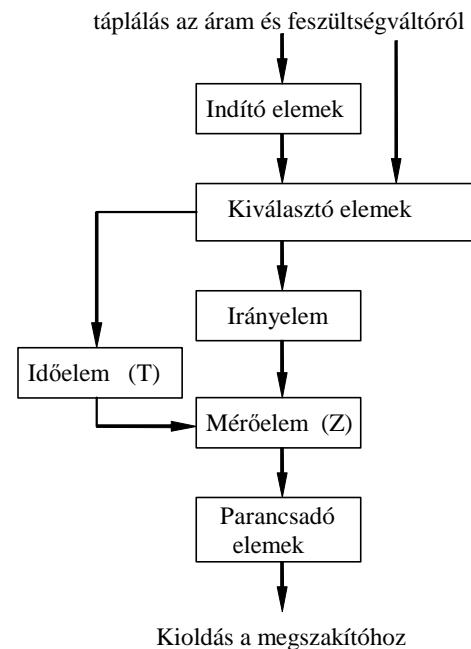 táplálás az áram és feszültségváltóról
Indító elemek
Kiválasztó elemek
Irányelem
Időelem (T)
Mérőelem (Z)
Parancsadó
elemek
Kioldás a megszakítóhoz